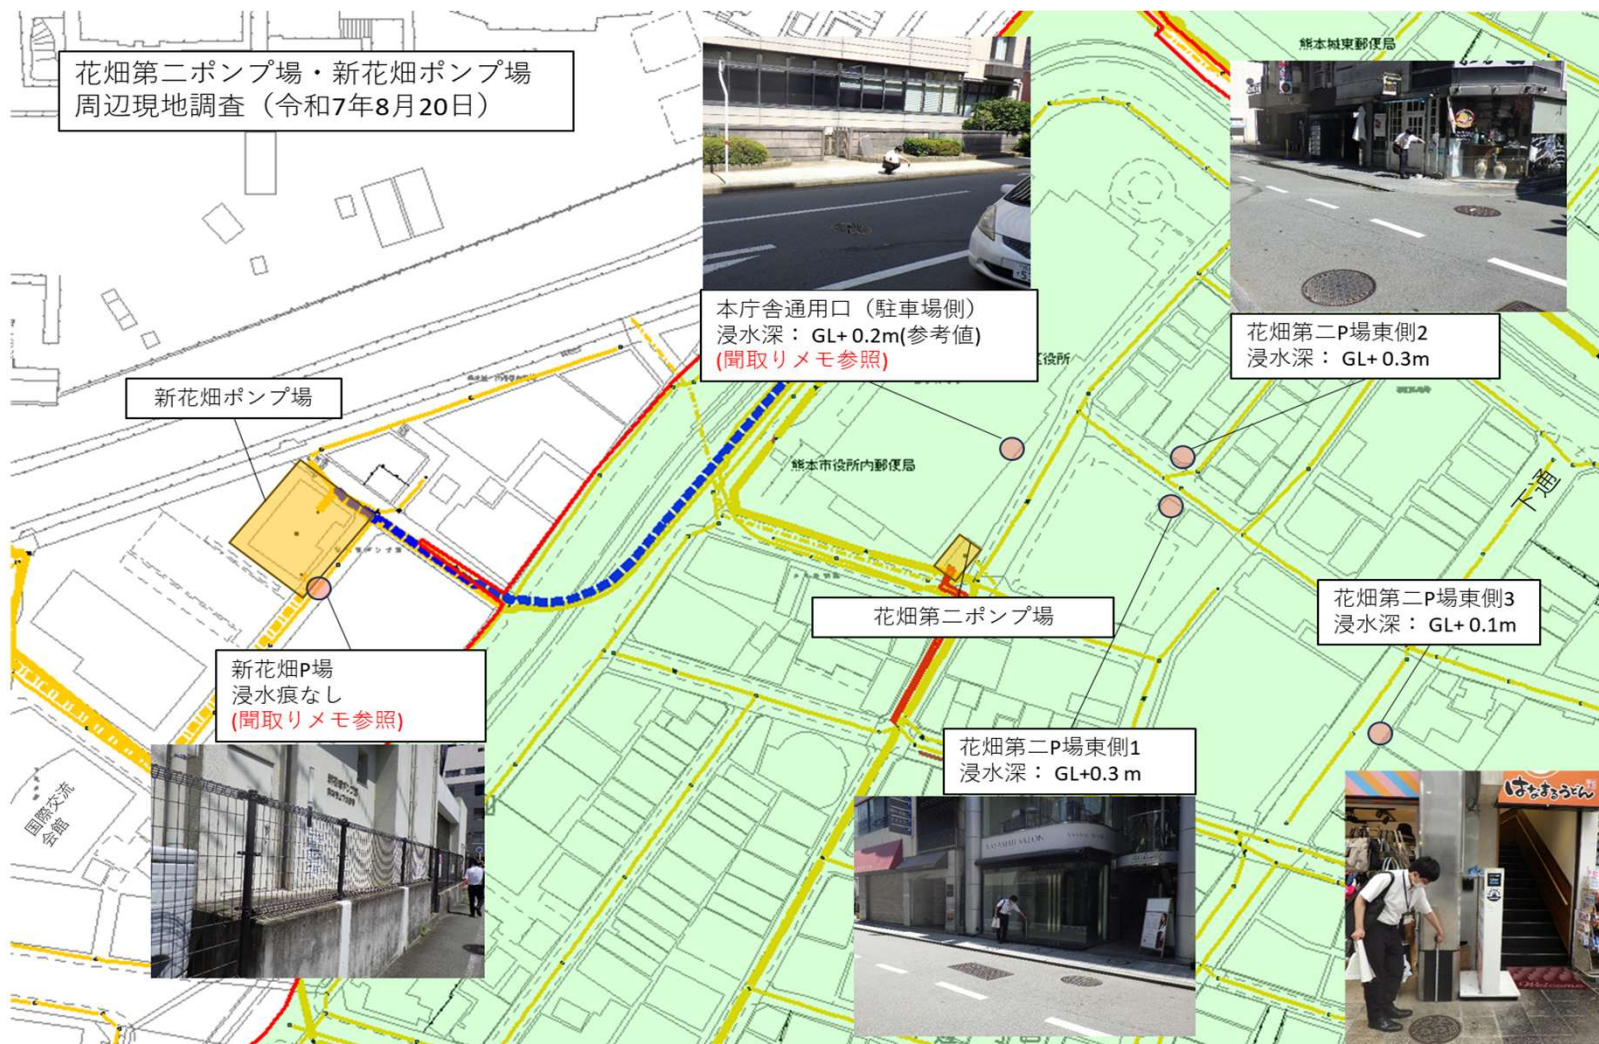 花畑第二ポンプ場・新花畑ポンプ場
周辺現地調査（令和7年8月20日）
熊本城東郵便局
本庁舎通用口（駐車場側）
浸水深： GL+ 0.2m(参考値)
(聞取りメモ参照)
花畑第二P場東側2
浸水深： GL+ 0.3m
区役所
新花畑ポンプ場
熊本市役所内郵便局
下通
花畑第二ポンプ場
花畑第二P場東側3
浸水深： GL+ 0.1m
新花畑P場
浸水痕なし
(聞取りメモ参照)
花畑第二P場東側1
浸水深： GL+0.3 m
国際交流
会館
はなまるうどん
Welcome